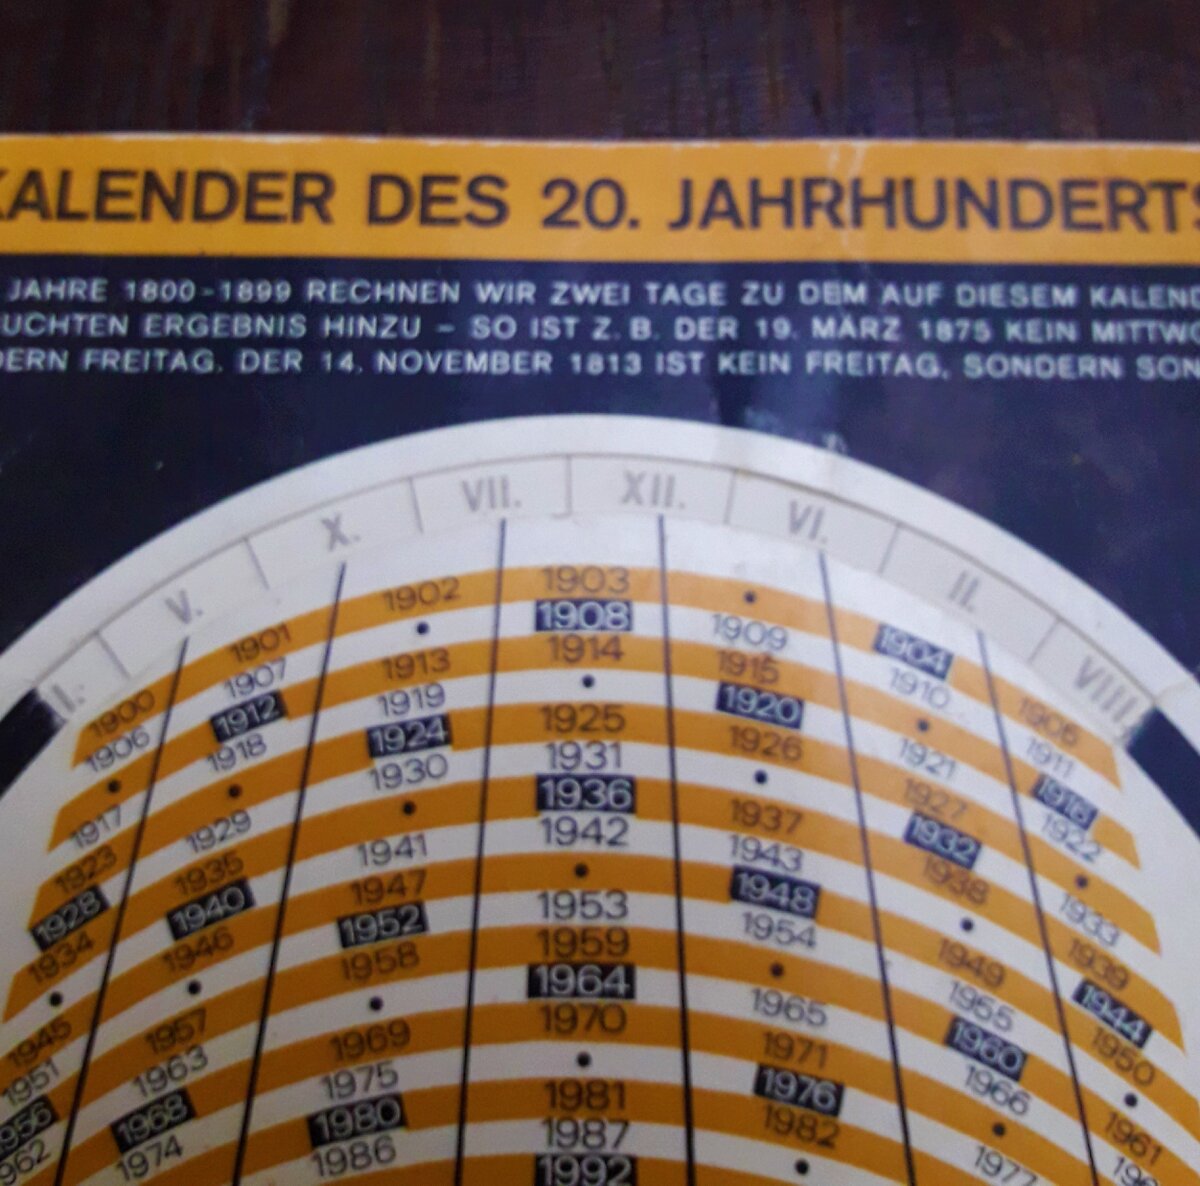 KALENDER DES 20. JAHRHUNDERTS
JAHRE 1800-1899 RECHNEN WIR ZWEI TAGE ZU DEM AUF DIESEM KALEN
UCHTEN ERGEBNIS HINZU – SO IST Z. B. DER 19. MÄRZ 1875 KEIN MITTWO
DERN FREITAG. DER 14. NOVEMBER 1813 IST KEIN FREITAG, SONDERN SON
I. V. X. VII. XII. VI. II. VIII.
1900 1901 1902 1903 • 1904 1905
1906 1907 • 1908 1909 1910 1911
• 1912 1913 1914 1915 • 1916
1917 1918 1919 • 1920 1921 1922
1923 • 1924 1925 1926 1927 •
1928 1929 1930 1931 • 1932 1933
1934 1935 • 1936 1937 1938 1939
• 1940 1941 1942 1943 • 1944
1945 1946 1947 • 1948 1949 1950
1951 • 1952 1953 1954 1955 •
1956 1957 1958 1959 • 1960 1961
1962 1963 • 1964 1965 1966 196
1968 1969 1970 1971 •
1974 1975 • 1976 1977
1980 1981 1982
1986 1987 •
1992